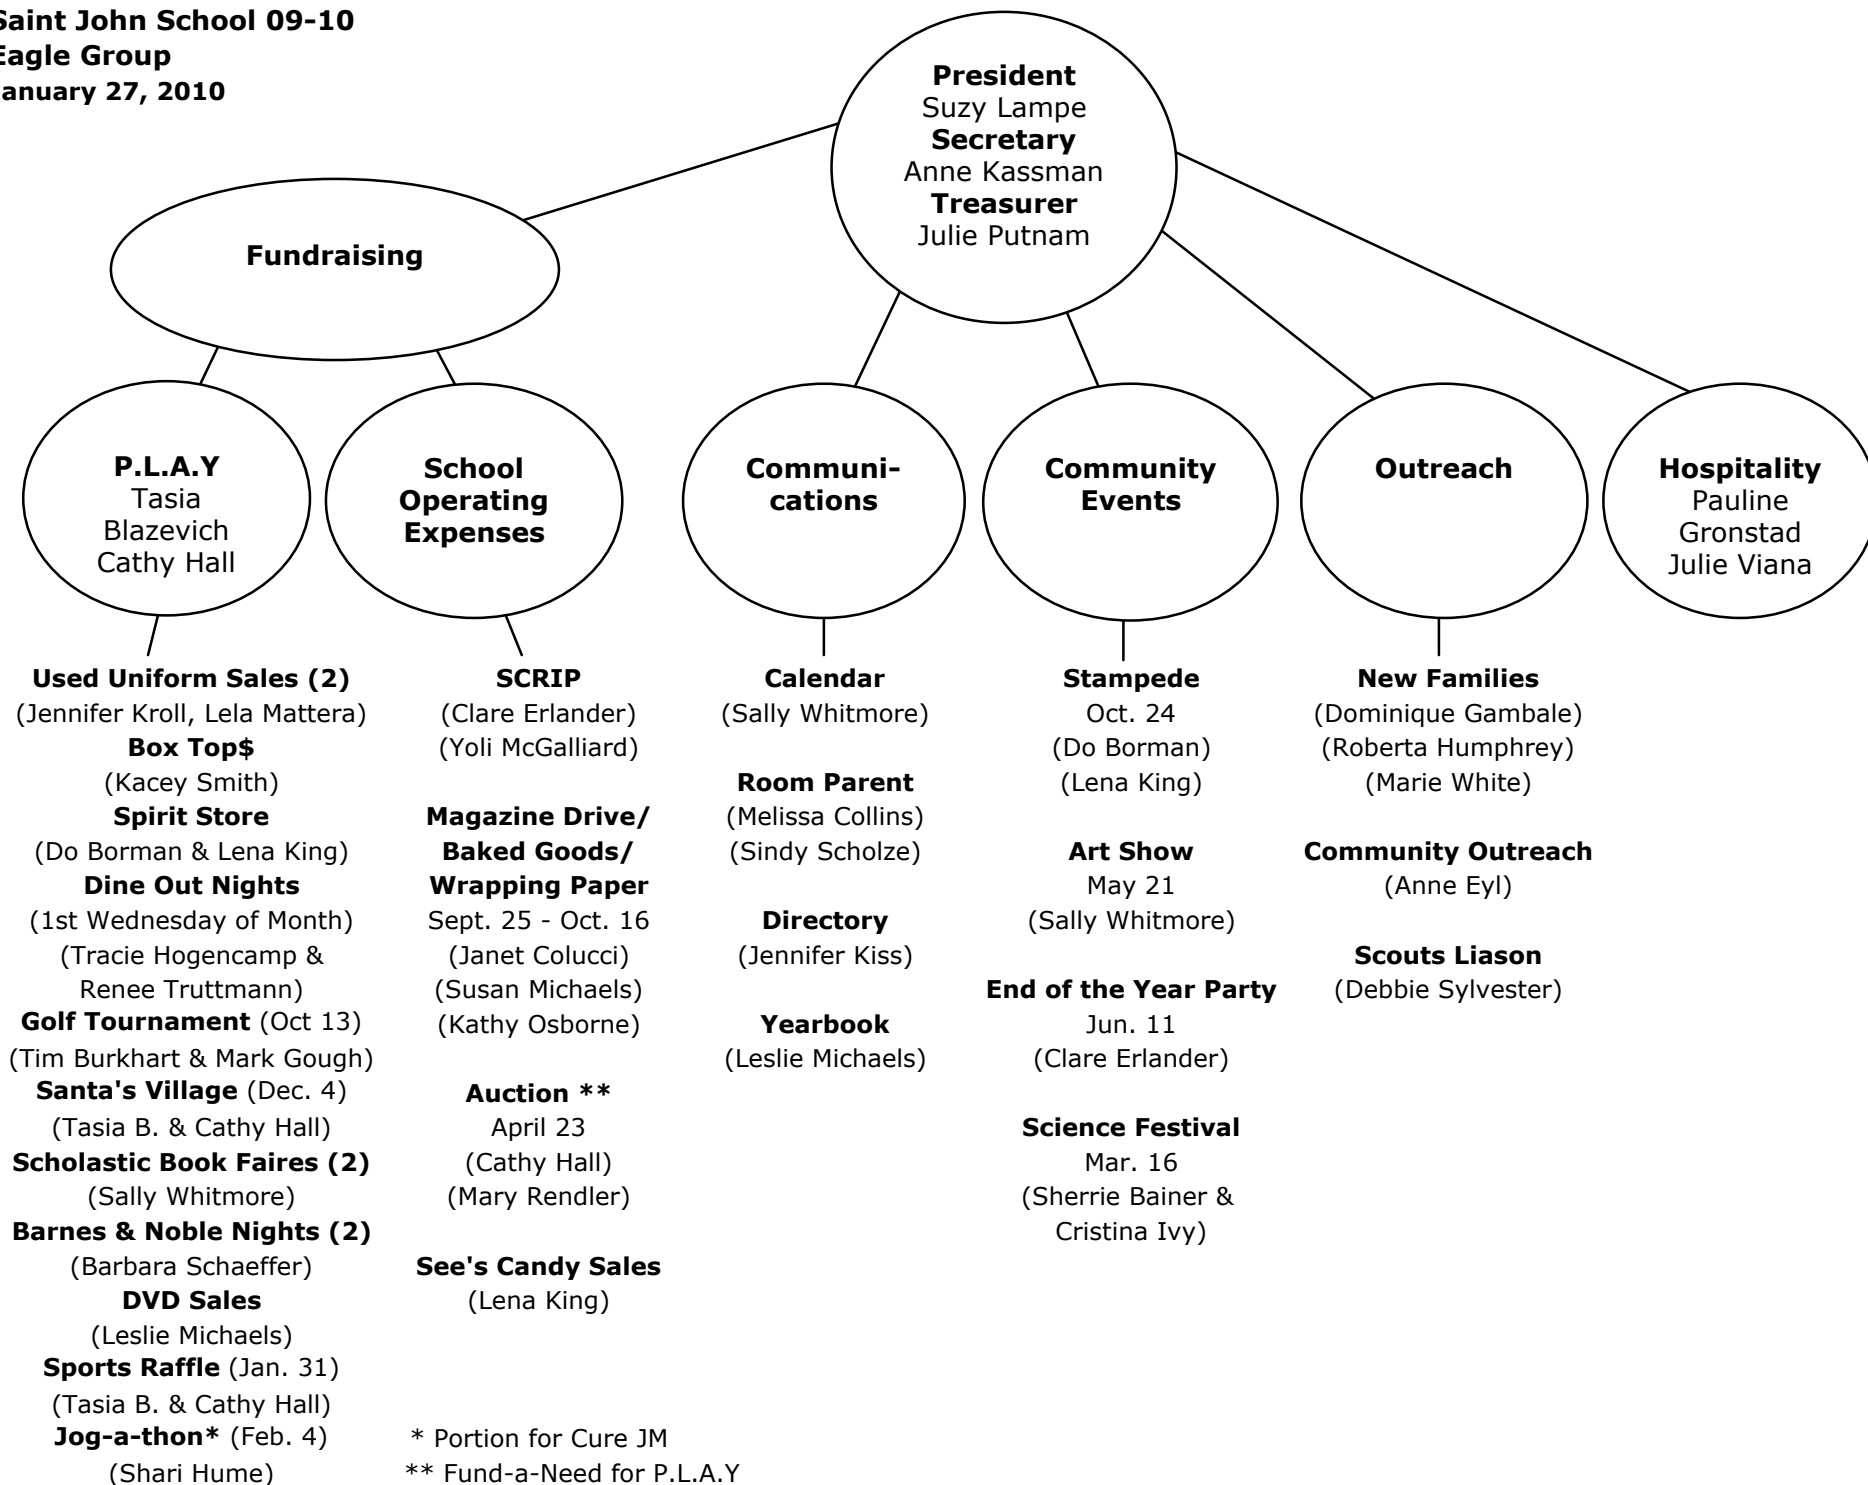 Saint John School 09-10
Eagle Group
January 27, 2010
President
Suzy Lampe
Secretary
Anne Kassman
Treasurer
Julie Putnam
Fundraising
P.L.A.Y
Tasia
Blazevich
Cathy Hall
School
Operating
Expenses
Communi-
cations
Community
Events
Outreach
Hospitality
Pauline
Gronstad
Julie Viana
Used Uniform Sales (2)
(Jennifer Kroll, Lela Mattera)
Box Top$
(Kacey Smith)
Spirit Store
(Do Borman & Lena King)
Dine Out Nights
(1st Wednesday of Month)
(Tracie Hogencamp &
Renee Truttmann)
Golf Tournament (Oct 13)
(Tim Burkhart & Mark Gough)
Santa's Village (Dec. 4)
(Tasia B. & Cathy Hall)
Scholastic Book Faires (2)
(Sally Whitmore)
Barnes & Noble Nights (2)
(Barbara Schaeffer)
DVD Sales
(Leslie Michaels)
Sports Raffle (Jan. 31)
(Tasia B. & Cathy Hall)
Jog-a-thon* (Feb. 4)
(Shari Hume)
SCRIP
(Clare Erlander)
(Yoli McGalliard)
Magazine Drive/
Baked Goods/
Wrapping Paper
Sept. 25 - Oct. 16
(Janet Colucci)
(Susan Michaels)
(Kathy Osborne)
Auction **
April 23
(Cathy Hall)
(Mary Rendler)
See's Candy Sales
(Lena King)
* Portion for Cure JM
** Fund-a-Need for P.L.A.Y
Calendar
(Sally Whitmore)
Room Parent
(Melissa Collins)
(Sindy Scholze)
Directory
(Jennifer Kiss)
Yearbook
(Leslie Michaels)
Stampede
Oct. 24
(Do Borman)
(Lena King)
Art Show
May 21
(Sally Whitmore)
End of the Year Party
Jun. 11
(Clare Erlander)
Science Festival
Mar. 16
(Sherrie Bainer &
Cristina Ivy)
New Families
(Dominique Gambale)
(Roberta Humphrey)
(Marie White)
Community Outreach
(Anne Eyl)
Scouts Liason
(Debbie Sylvester)